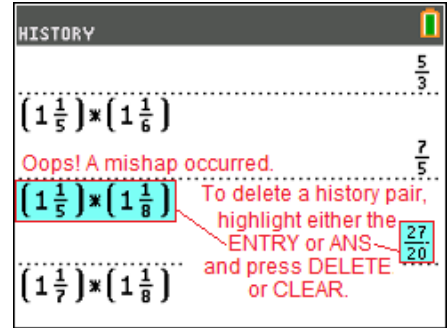 HISTORY
5/3
(1 1/5)*(1 1/6)
7/5
Oops! A mishap occurred.
(1 1/5)*(1 1/8)
To delete a history pair,
highlight either the
ENTRY or ANS
27/20
and press DELETE
or CLEAR.
(1 1/7)*(1 1/8)